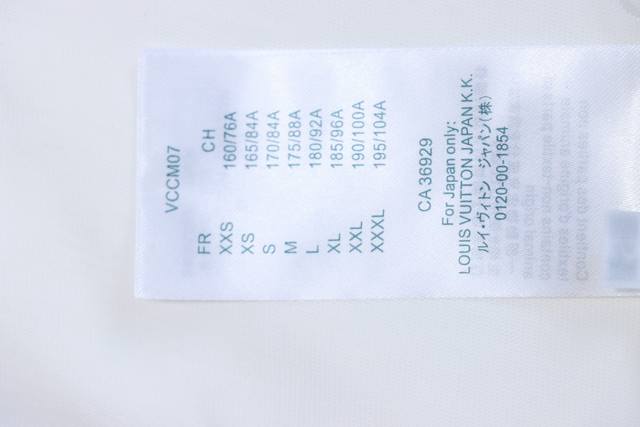 VCCM07
FR CH
XXS 160/76A
XS 165/84A
S 170/84A
M 175/88A
L 180/92A
XL 185/96A
XXL 190/100A
XXXL 195/104A
CA 36929
For Japan only:
LOUIS VUITTON JAPAN K.K.
ルイ・ヴィトン ジャパン(株)
0120-00-1854